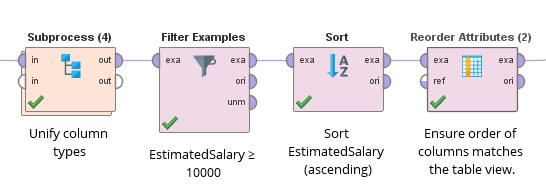 Subprocess (4)
in
out
in
out
Unify column
types
Filter Examples
exa
exa
ori
unm
EstimatedSalary ≥
10000
Sort
exa
exa
ori
A
Z
Sort
EstimatedSalary
(ascending)
Reorder Attributes (2)
exa
exa
ref
ori
Ensure order of
columns matches
the table view.